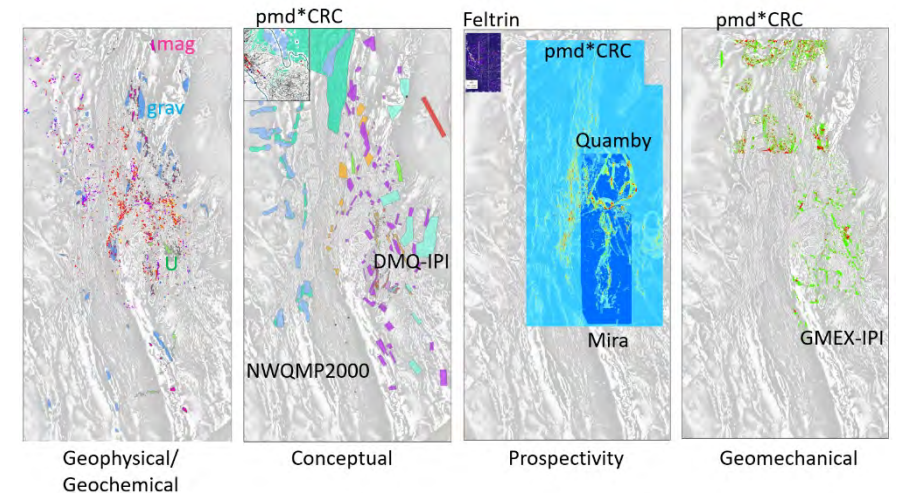 pmd*CRC
Feltrin
pmd*CRC
mag
grav
U
DMQ-IPI
NWQMP2000
pmd*CRC
Quamby
Mira
GMEX-IPI
Geophysical/
Geochemical
Conceptual
Prospectivity
Geomechanical